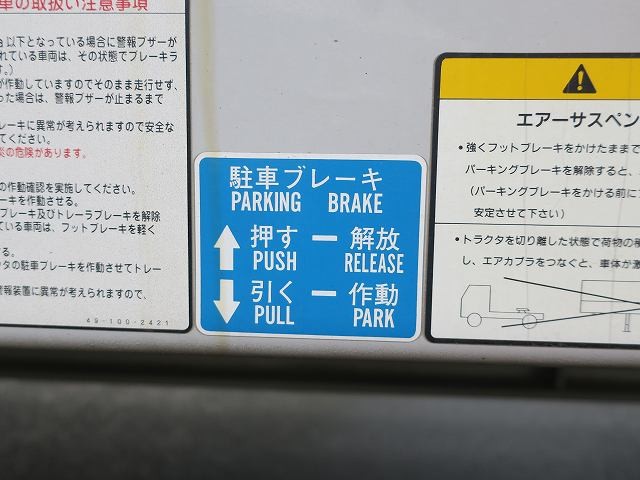 車の取扱い注意事項
以下となっている場合に警報ブザーが
れている車両は、その状態でブレーキラ
す。）
が作動していますのでそのまま走行せず、
った場合は、警報ブザーが止まるまで
レーキに異常が考えられますので安全な
てください。
災の危険があります。
の作動確認を実施してください。
ーキを作動させる。
ブレーキ及びトレーラブレーキを解除
ている車両は、フットブレーキを軽く
る。
タの駐車ブレーキを作動させてトレー
警報装置に異常が考えられますので、
49-100-2421
駐車ブレーキ
PARKING BRAKE
押す ー 解放
PUSH RELEASE
引く ー 作動
PULL PARK
エアーサスペン
・強くフットブレーキをかけたままで
パーキングブレーキを解除すると、
（パーキングブレーキをかける前に
安定させて下さい）
・トラクタを切り離した状態で荷物の
し、エアカプラをつなぐと、車体が激